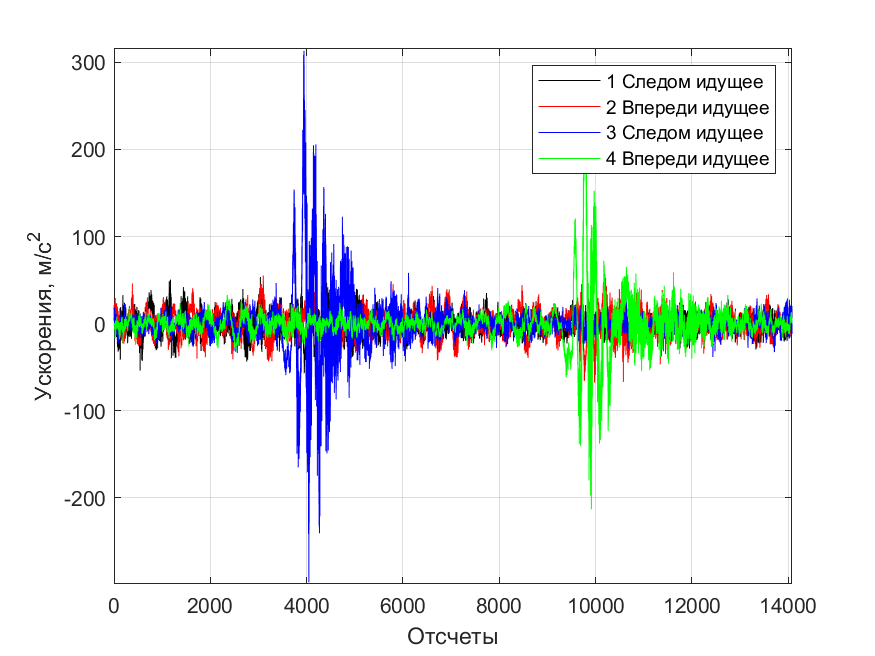 300
200
100
0
-100
-200
Ускорения, м/с²
1 Следом идущее
2 Впереди идущее
3 Следом идущее
4 Впереди идущее
0 2000 4000 6000 8000 10000 12000 14000
Отсчеты